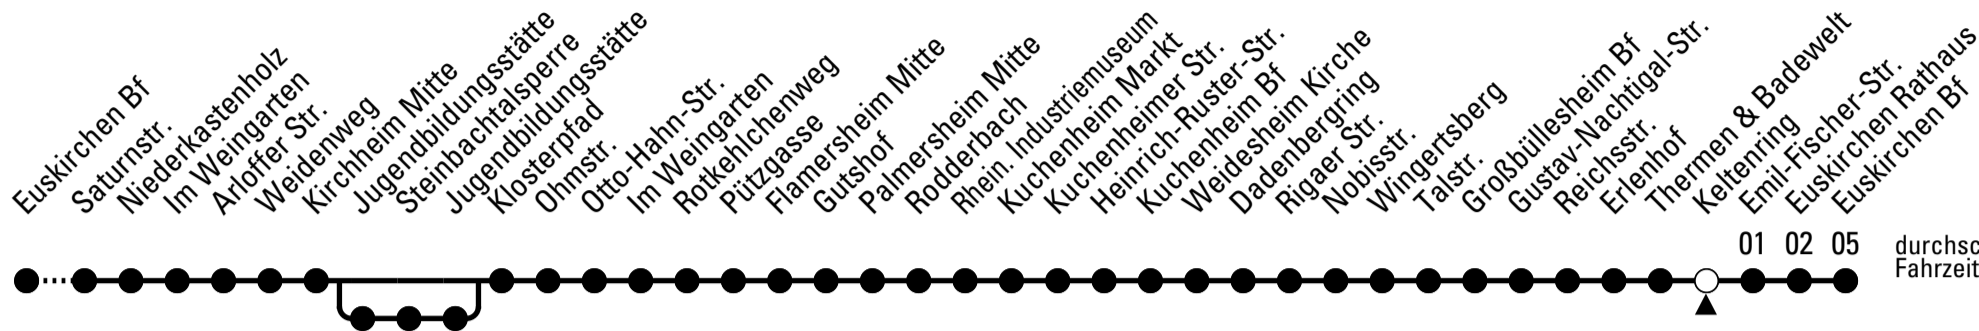 Euskirchen Bf
Saturnstr.
Niederkastenholz
Im Weingarten
Arloffer Str.
Weidenweg
Kirchheim Mitte
Jugendbildungsstätte
Steinbachtalsperre
Jugendbildungsstätte
Klosterpfad
Ohmstr.
Otto-Hahn-Str.
Im Weingarten
Rotkehlchenweg
Pützgasse
Flamersheim Mitte
Gutshof
Palmersheim Mitte
Rodderbach
Rhein. Industriemuseum
Kuchenheim Markt
Kuchenheimer Str.
Heinrich-Ruster-Str.
Kuchenheim Bf
Weidesheim Kirche
Dadenbergring
Rigaer Str.
Nobisstr.
Wingertsberg
Talstr.
Großbüllesheim Bf
Gustav-Nachtigal-Str.
Reichsstr.
Erlenhof
Thermen & Badewelt
Keltenring
Emil-Fischer-Str.
Euskirchen Rathaus
Euskirchen Bf
01 02 05
durchsc
Fahrzeit